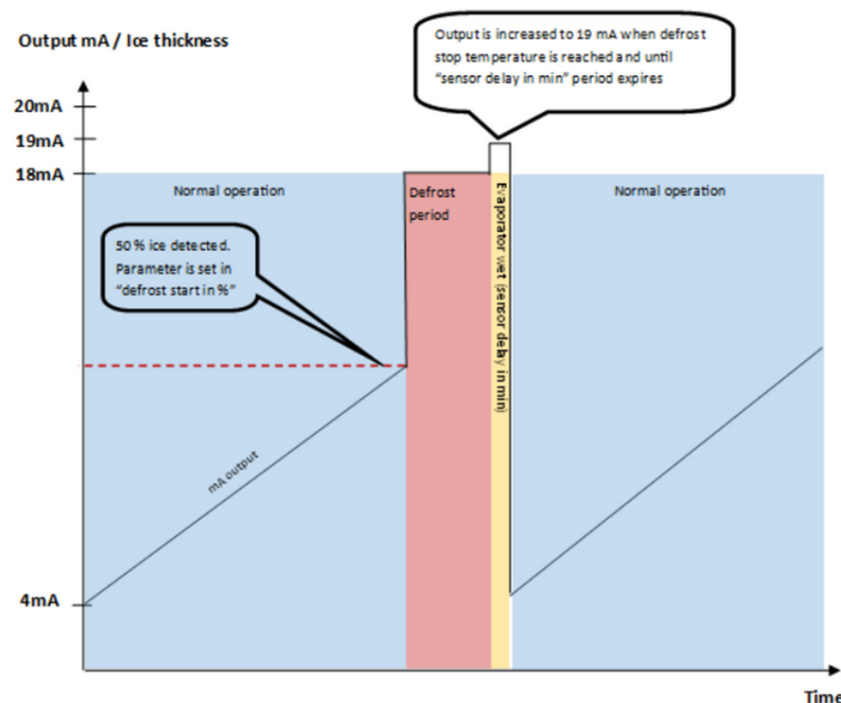 Output mA / Ice thickness
Output is increased to 19 mA when defrost
stop temperature is reached and until
“sensor delay in min” period expires
20mA
19mA
18mA
Normal operation
Defrost
period
Evaporator wet (sensor delay in min)
Normal operation
50% ice detected.
Parameter is set in
“defrost start in %”
mA output
4mA
Time